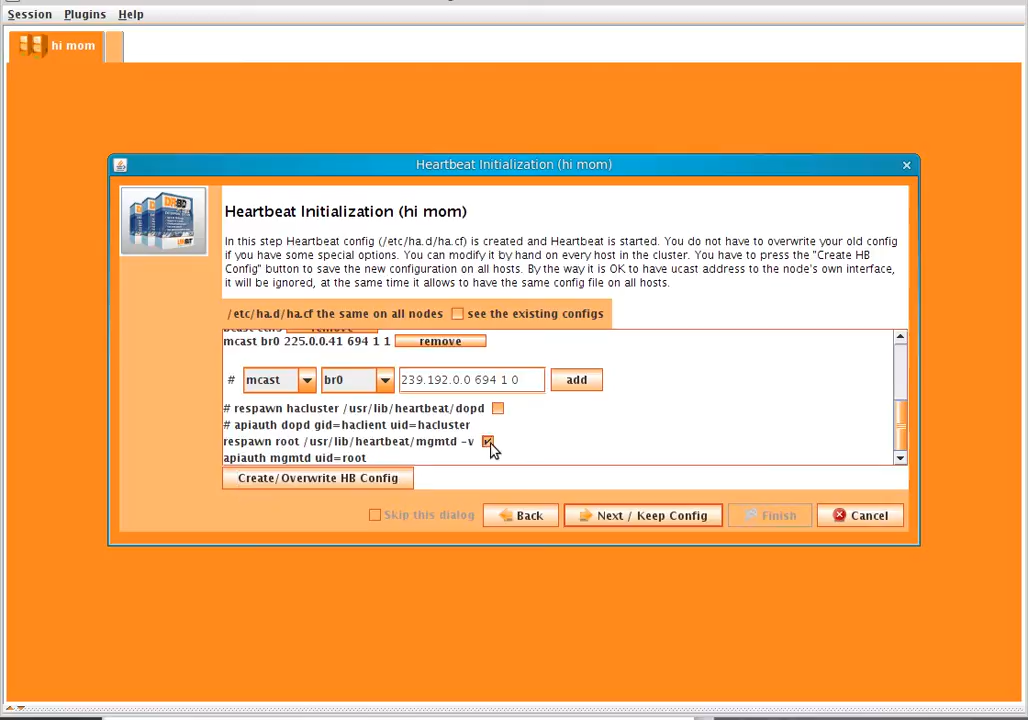 Session Plugins Help
hi mom
Heartbeat Initialization (hi mom)
Heartbeat Initialization (hi mom)
In this step Heartbeat config (/etc/ha.d/ha.cf) is created and Heartbeat is started. You do not have to overwrite your old config
if you have some special options. You can modify it by hand on every host in the cluster. You have to press the "Create HB
Config" button to save the new configuration on all hosts. By the way it is OK to have ucast address to the node's own interface,
it will be ignored, at the same time it allows to have the same config file on all hosts.
/etc/ha.d/ha.cf the same on all nodes see the existing configs
mcast br0 225.0.0.41 694 1 1 remove
# mcast br0 239.192.0.0 694 1 0 add
# respawn hacluster /usr/lib/heartbeat/dopd
# apiauth dopd gid=haclient uid=hacluster
respawn root /usr/lib/heartbeat/mgmtd -v
apiauth mgmtd uid=root
Create/Overwrite HB Config
Skip this dialog Back Next / Keep Config Finish Cancel